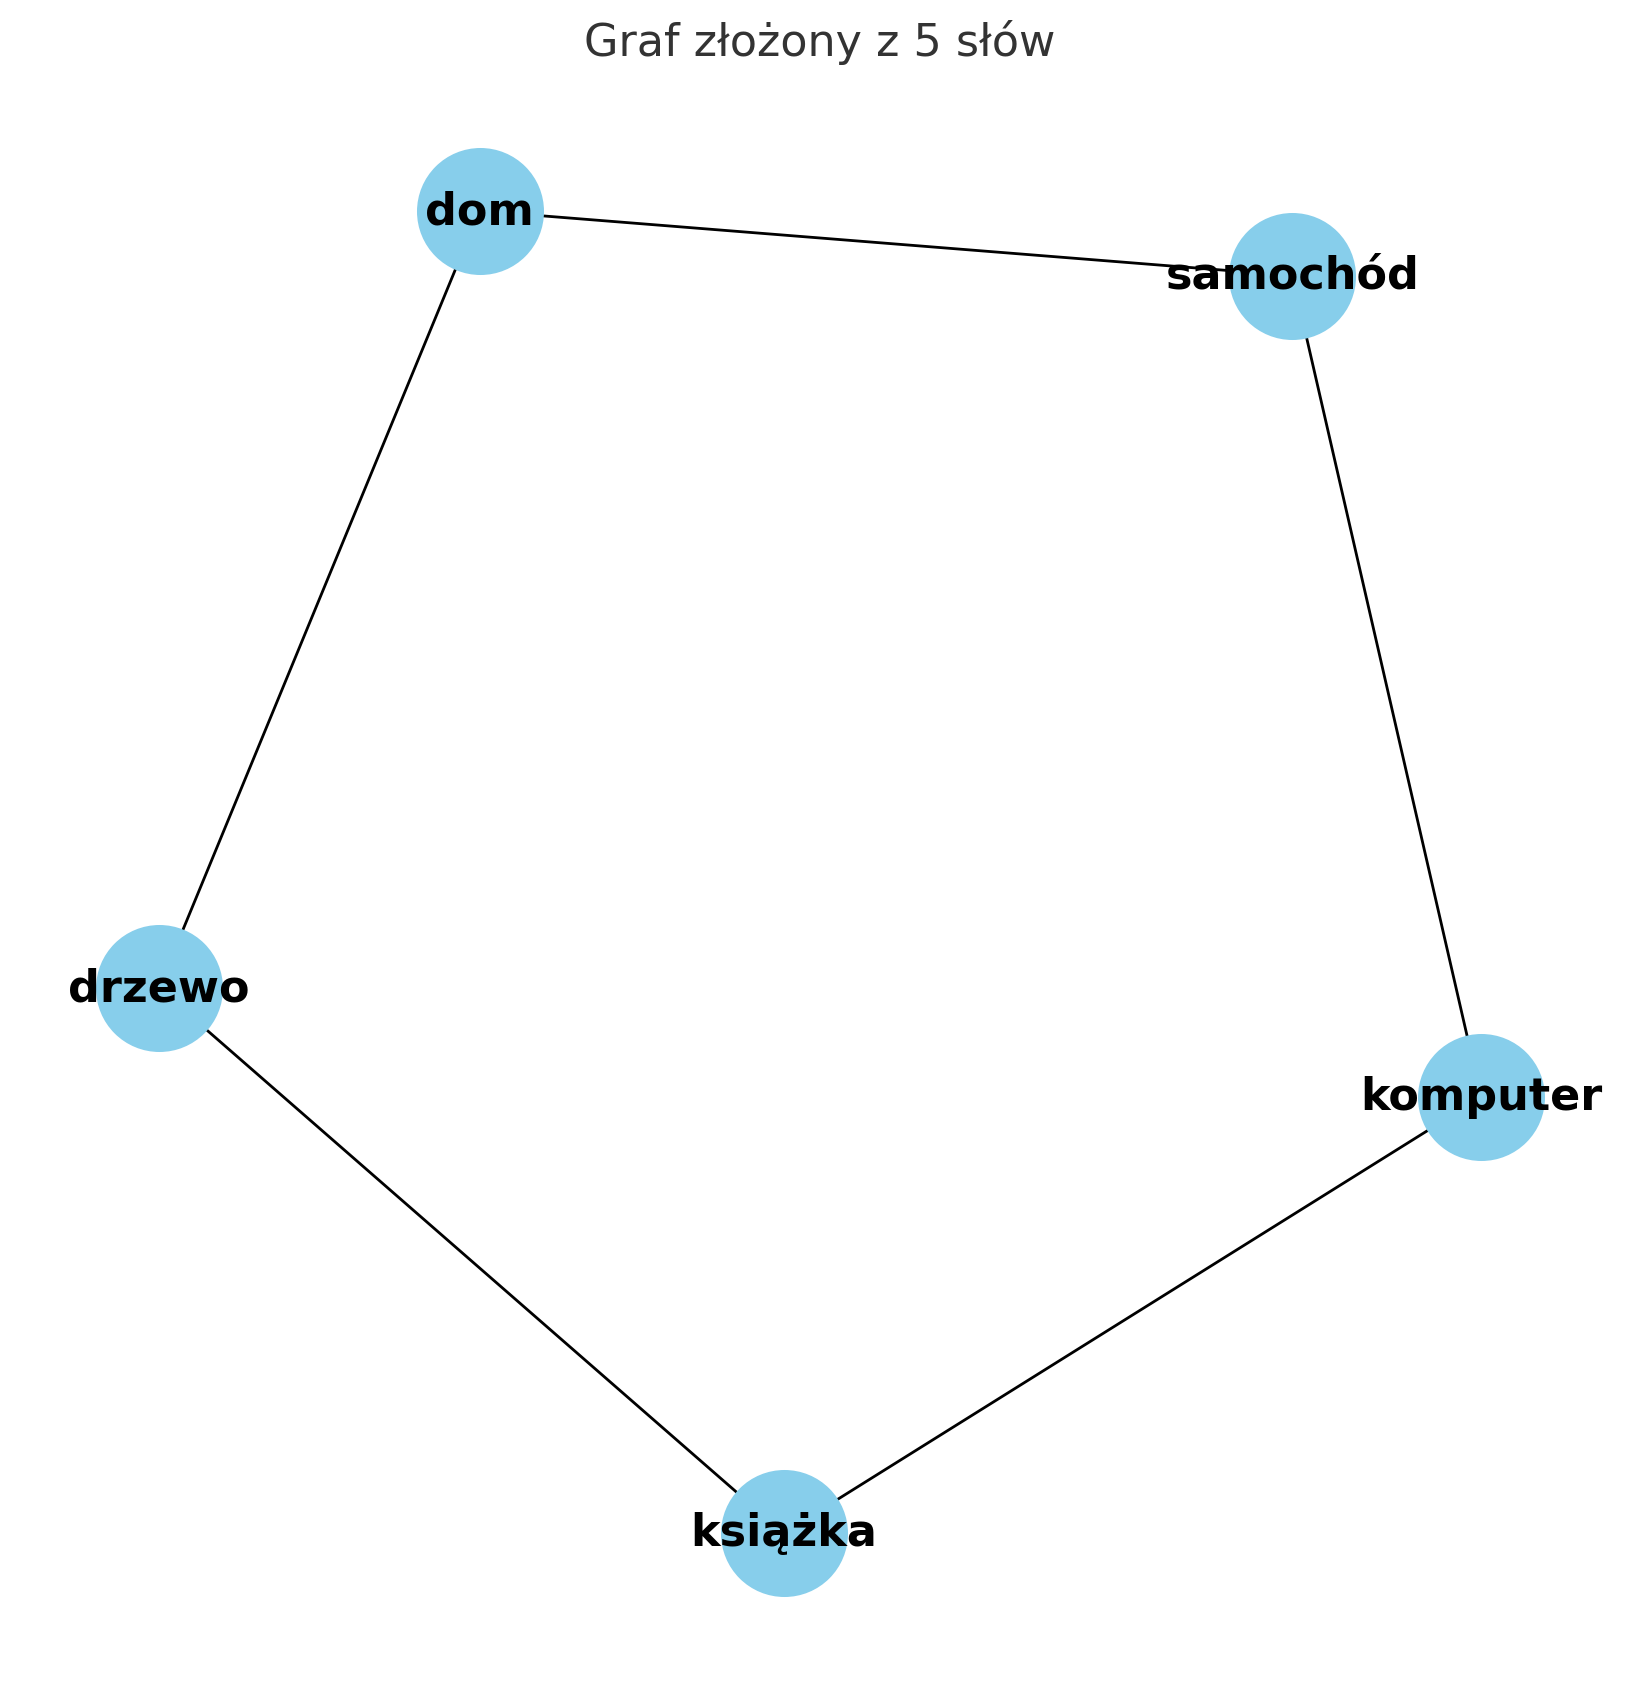 Graf złożony z 5 słów
dom
samochód
drzewo
komputer
książka